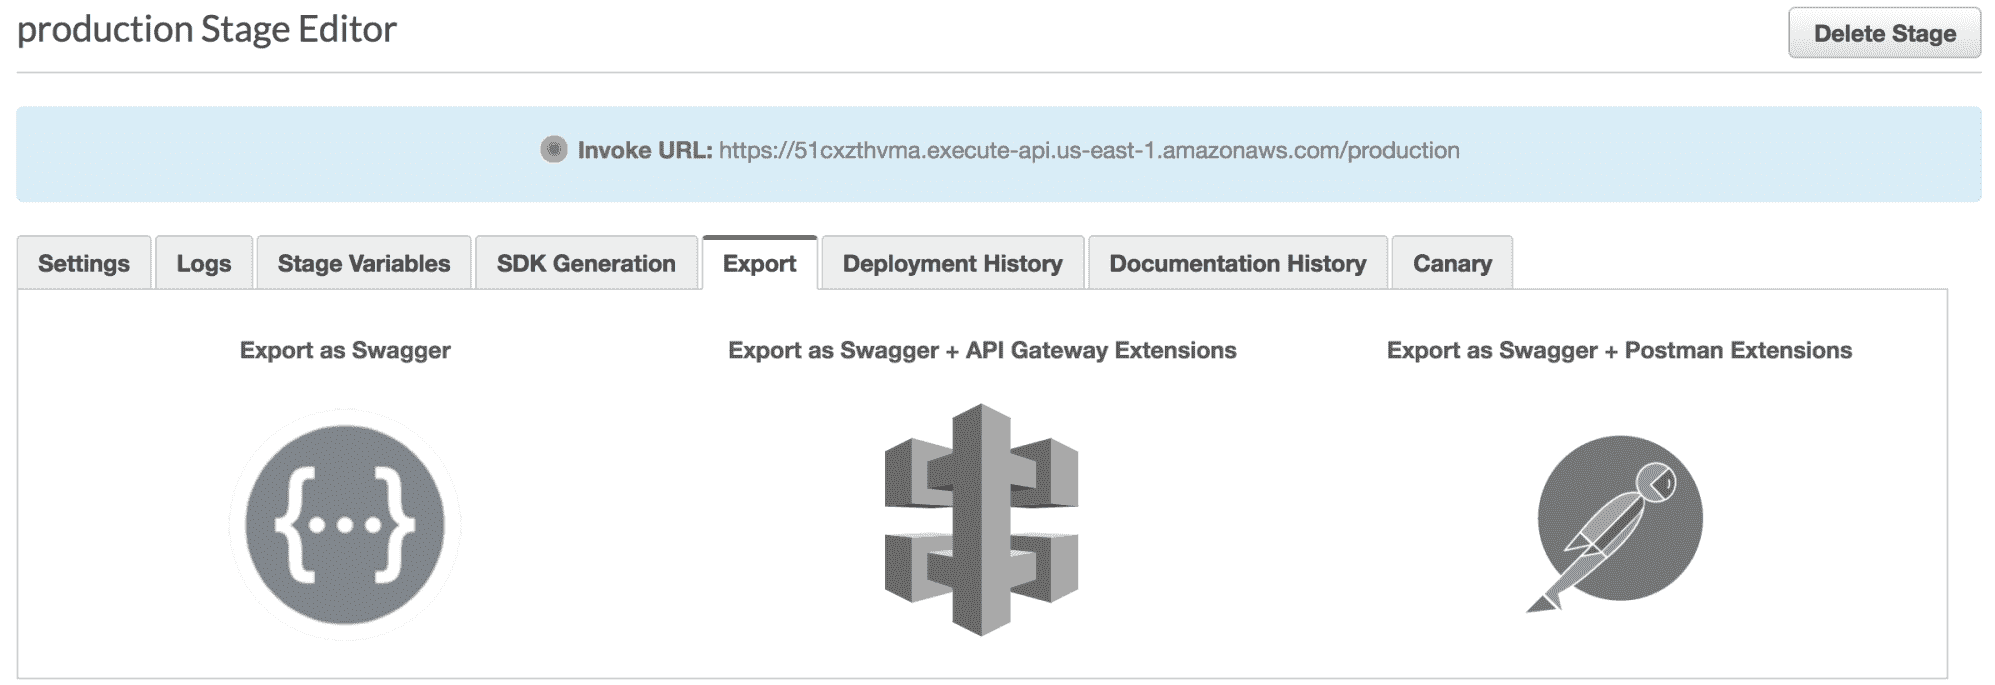 production Stage Editor
Delete Stage
Invoke URL: https://51cxzthvma.execute-api.us-east-1.amazonaws.com/production
Settings
Logs
Stage Variables
SDK Generation
Export
Deployment History
Documentation History
Canary
Export as Swagger
Export as Swagger + API Gateway Extensions
Export as Swagger + Postman Extensions
{...}